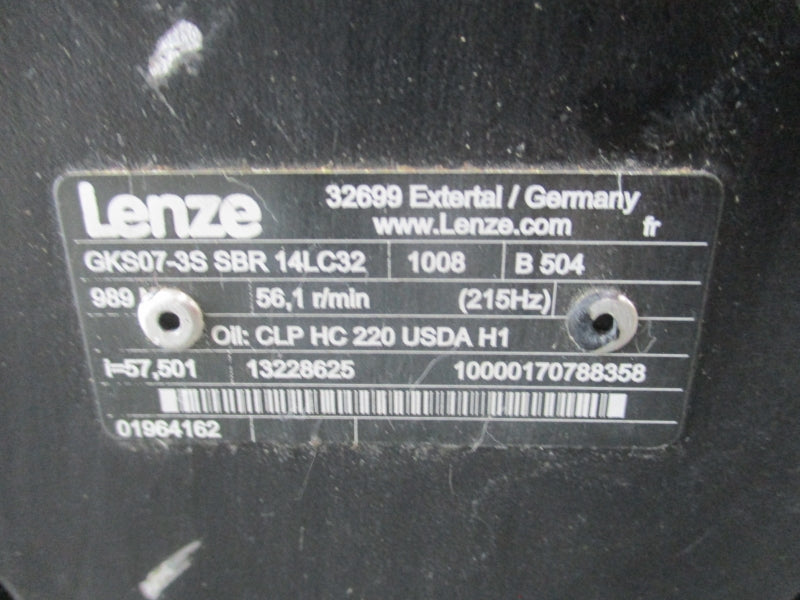 Lenze 32699 Extertal / Germany
www.Lenze.com fr
GKS07-3S SBR 14LC32 1008 B 504
989 56,1 r/min (215Hz)
Oil: CLP HC 220 USDA H1
i=57,501 13228625 10000170788358
01964162